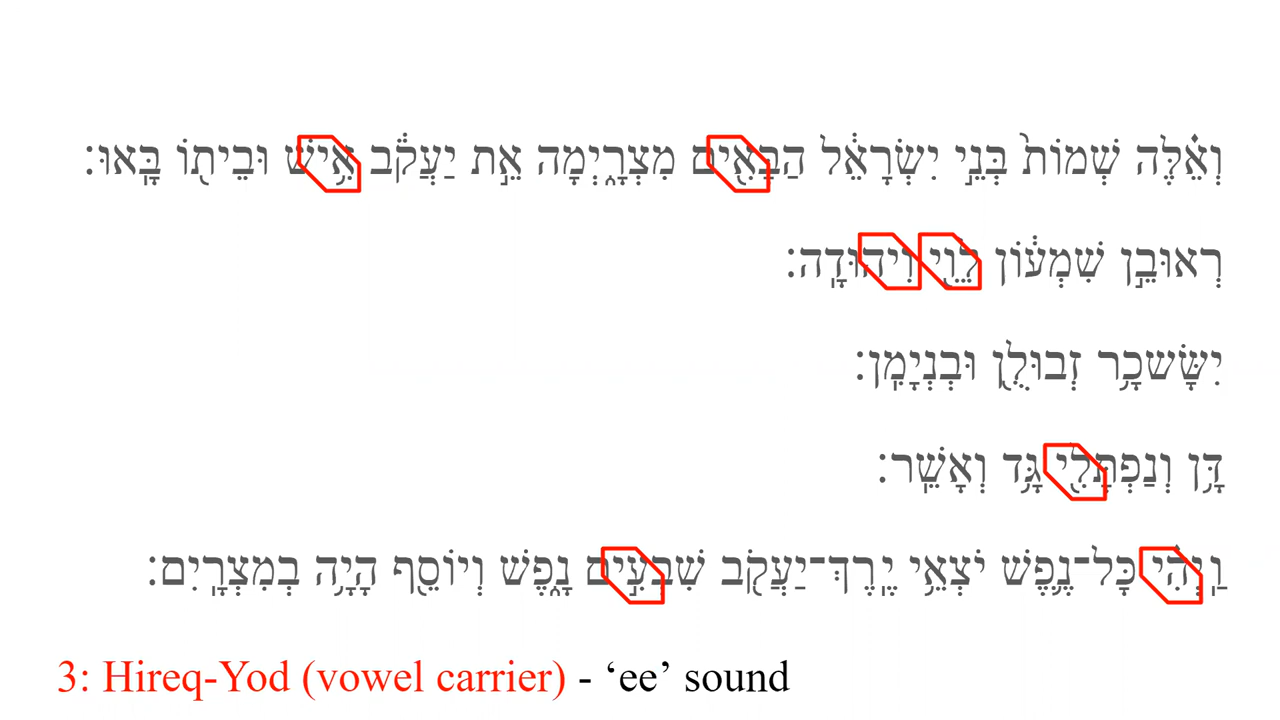 וְאֵ֗לֶּה שְׁמוֹת֙ בְּנֵ֣י יִשְׂרָאֵ֔ל הַבָּאִ֖ים מִצְרָ֑יְמָה אֵ֣ת יַעֲקֹ֔ב אִ֥ישׁ וּבֵית֖וֹ בָּֽאוּ׃
רְאוּבֵ֣ן שִׁמְע֔וֹן לֵוִ֖י וִיהוּדָֽה׃
יִשָּׂשכָ֥ר זְבוּלֻ֖ן וּבִנְיָמִֽן׃
דָּ֥ן וְנַפְתָּלִ֖י גָּ֥ד וְאָשֵֽׁר׃
וַֽיְהִ֗י כָּל־נֶ֛פֶשׁ יֹצְאֵ֥י יֶֽרֶךְ־יַעֲקֹ֖ב שִׁבְעִ֣ים נָ֑פֶשׁ וְיוֹסֵ֖ף הָיָ֥ה בְמִצְרָֽיִם׃
3: Hireq-Yod (vowel carrier) - ‘ee’ sound